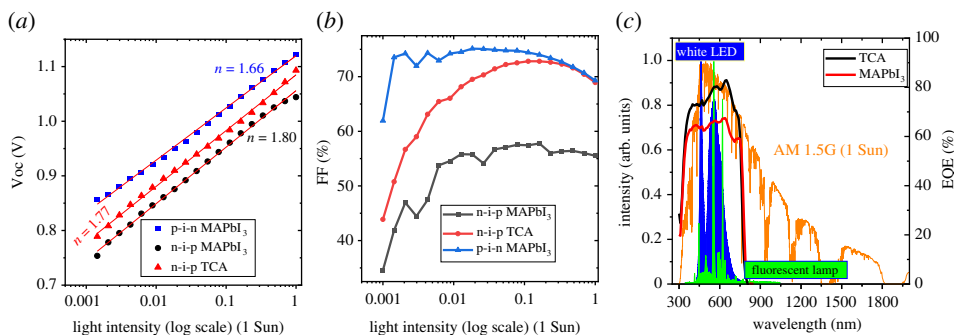 (a)
1.1
1.0
0.9
0.8
0.7
Voc (V)
n = 1.66
n = 1.80
n = 1.77
p-i-n MAPbI₃
n-i-p MAPbI₃
n-i-p TCA
0.001 0.01 0.1 1
light intensity (log scale) (1 Sun)
(b)
70
60
50
40
FF (%)
n-i-p MAPbI₃
n-i-p TCA
p-i-n MAPbI₃
0.001 0.01 0.1 1
light intensity (log scale) (1 Sun)
(c)
white LED
TCA
MAPbI₃
AM 1.5G (1 Sun)
fluorescent lamp
1.0
0.8
0.6
0.4
0.2
0
intensity (arb. units)
100
80
60
40
20
0
EQE (%)
300 600 900 1200 1500 1800
wavelength (nm)